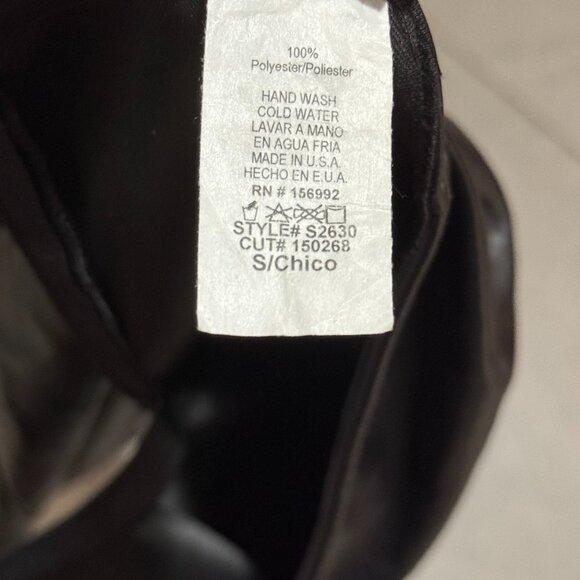 100%
Polyester/Poliester
HAND WASH
COLD WATER
LAVAR A MANO
EN AGUA FRIA
MADE IN U.S.A.
HECHO EN E.U.A.
RN # 156992
STYLE# S2630
CUT# 150268
S/Chico